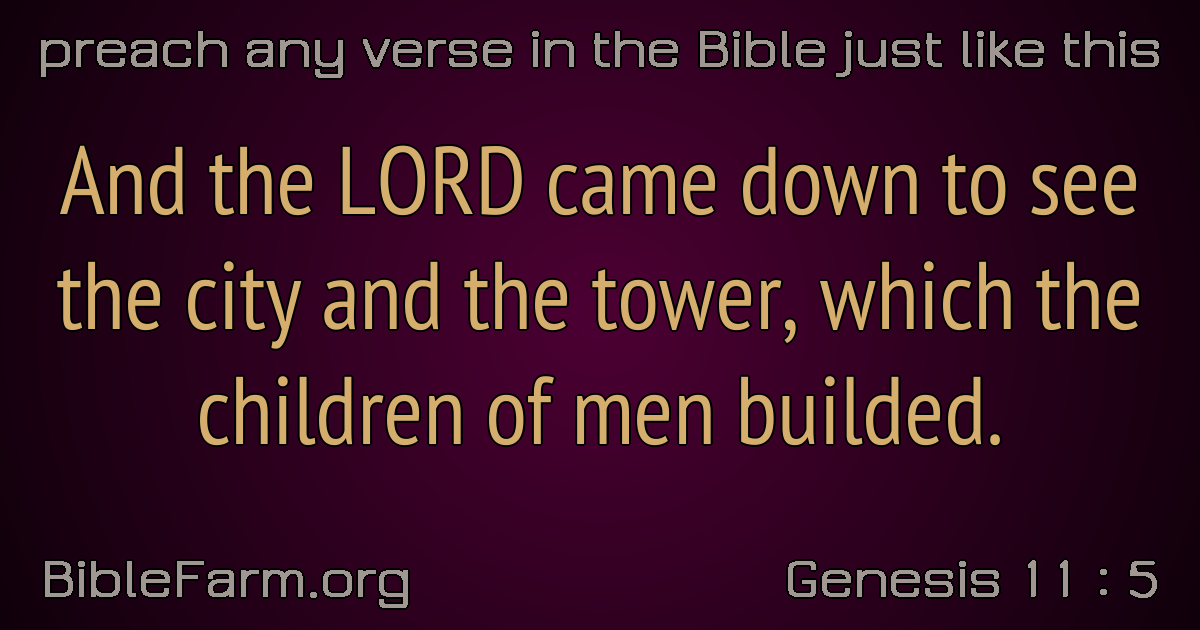 preach any verse in the Bible just like this
And the LORD came down to see
the city and the tower, which the
children of men builded.
BibleFarm.org
Genesis 11 : 5